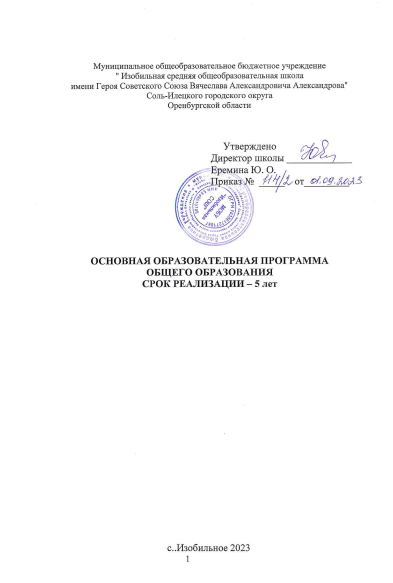 Муниципальное общеобразовательное бюджетное учреждение
" Изобильная средняя общеобразовательная школа
имени Героя Советского Союза Вячеслава Александровича Александрова"
Соль-Илецкого городского округа
Оренбургской области
Утверждено
Директор школы
Еремина Ю. О.
Приказ № 114/2 от 01.09.2023
ОСНОВНАЯ ОБРАЗОВАТЕЛЬНАЯ ПРОГРАММА
ОБЩЕГО ОБРАЗОВАНИЯ
СРОК РЕАЛИЗАЦИИ – 5 лет
с..Изобильное 2023
1